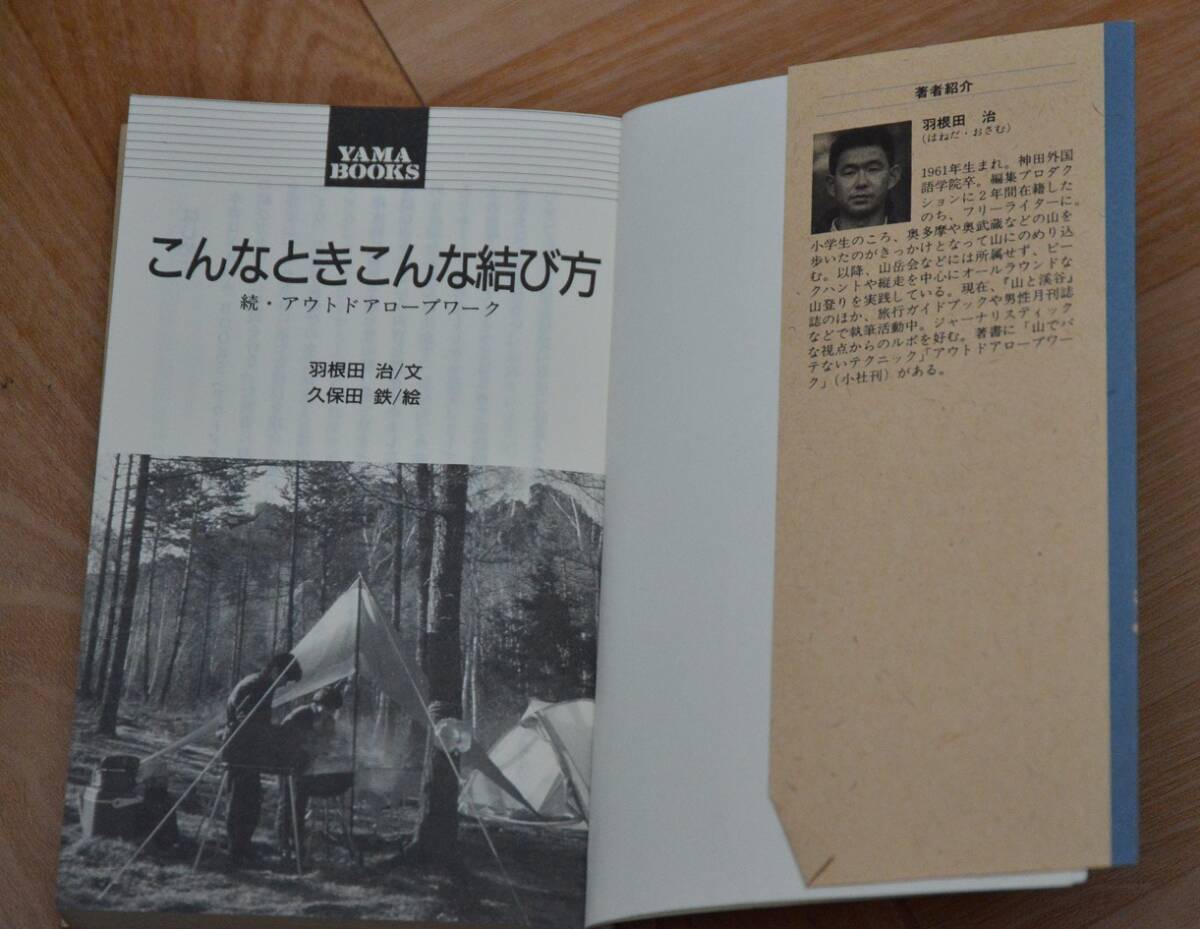 YAMA
BOOKS
こんなときこんな結び方
続・アウトドアロープワーク
羽根田 治/文
久保田 鉄/絵
著者紹介
羽根田 治
(はねだ・おさむ)
1961年生まれ。神田外国
語学院卒。編集プロダク
ションに2年間在籍した
のち、フリーライターに。
小学生のころ、奥多摩や奥武蔵などの山を
歩いたのがきっかけとなって山にのめり込
む。以降、山岳会などには所属せず、ピー
クハントや縦走を中心にオールラウンドな
山登りを実践している。現在、『山と溪谷』
誌のほか、旅行ガイドブックや男性月刊誌
などで執筆活動中。ジャーナリスティック
な視点からのルポを好む。著書に「山でバ
テないテクニック」「アウトドアロープワー
ク」(小社刊)がある。